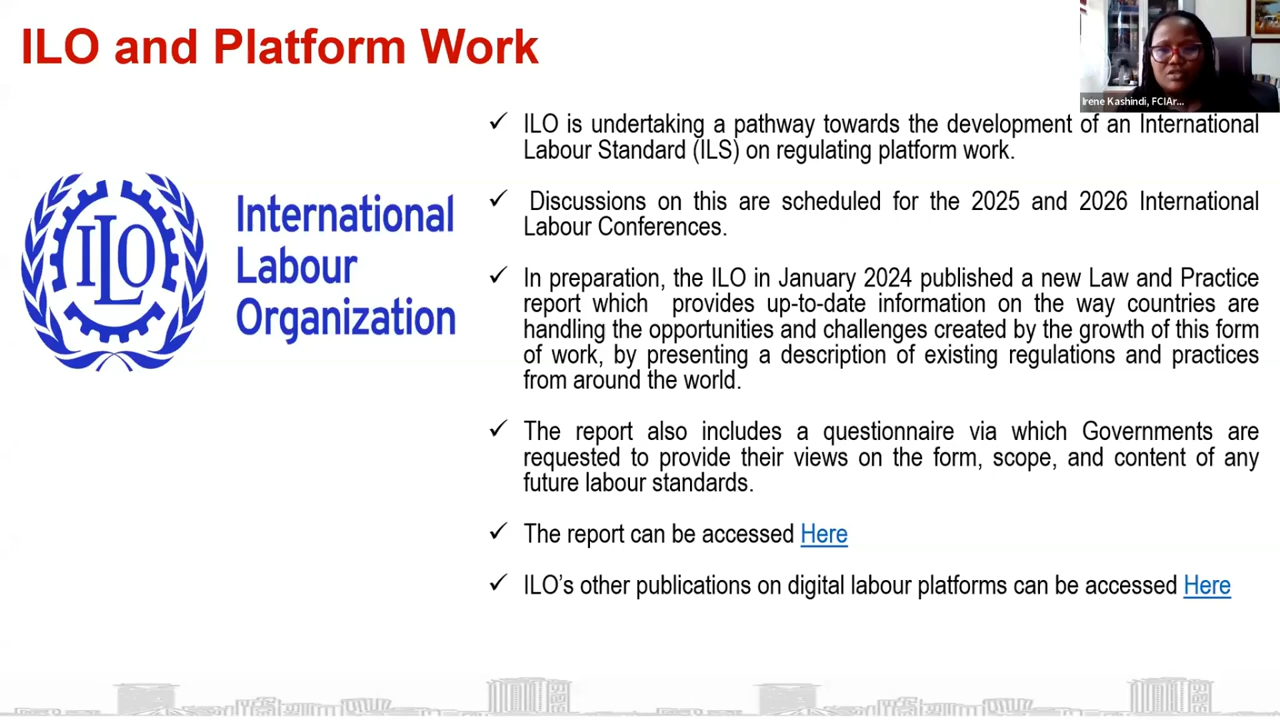 ILO and Platform Work
Irene Kashindi, FCIAr...
ILO
International
Labour
Organization
✓ ILO is undertaking a pathway towards the development of an International
Labour Standard (ILS) on regulating platform work.
✓ Discussions on this are scheduled for the 2025 and 2026 International
Labour Conferences.
✓ In preparation, the ILO in January 2024 published a new Law and Practice
report which provides up-to-date information on the way countries are
handling the opportunities and challenges created by the growth of this form
of work, by presenting a description of existing regulations and practices
from around the world.
✓ The report also includes a questionnaire via which Governments are
requested to provide their views on the form, scope, and content of any
future labour standards.
✓ The report can be accessed Here
✓ ILO’s other publications on digital labour platforms can be accessed Here